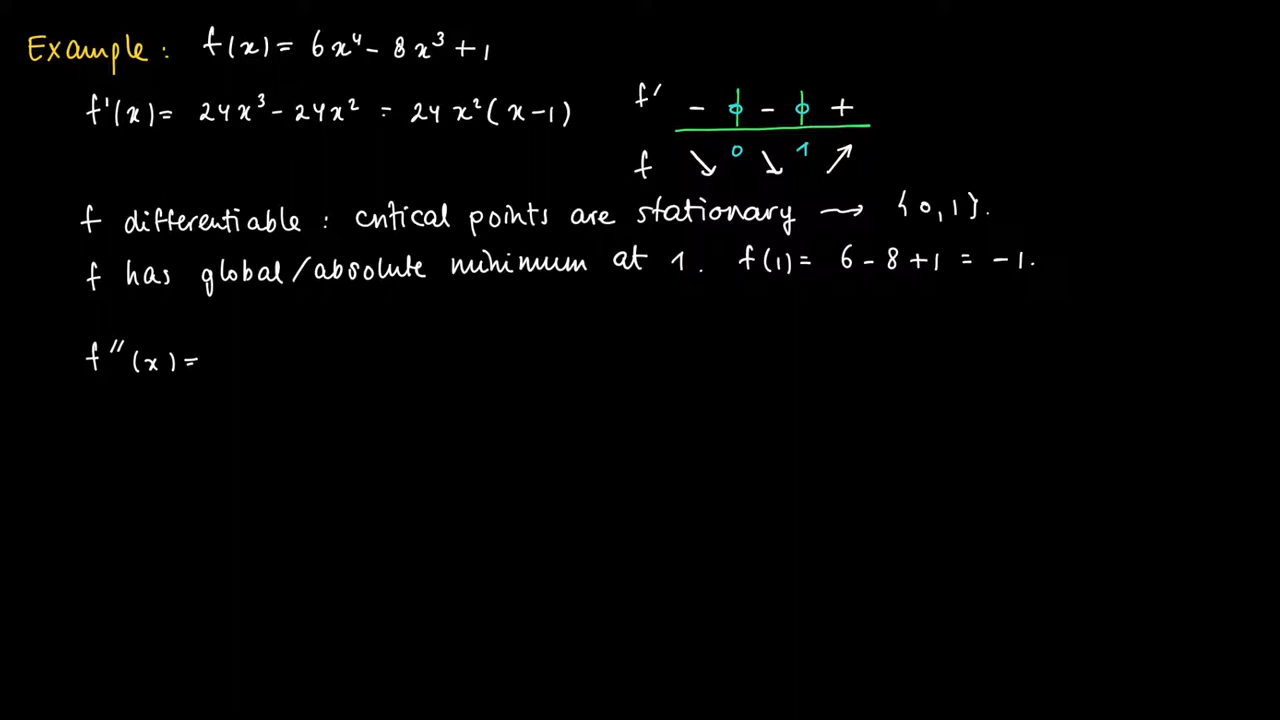 Example: f(x) = 6x⁴ - 8x³ + 1
f'(x) = 24x³ - 24x² = 24x²(x-1)
f' - 0 - 0 +
f ↘ 0 ↘ 1 ↗
f differentiable: critical points are stationary → {0,1}.
f has global/absolute minimum at 1. f(1) = 6 - 8 + 1 = -1.
f''(x) =